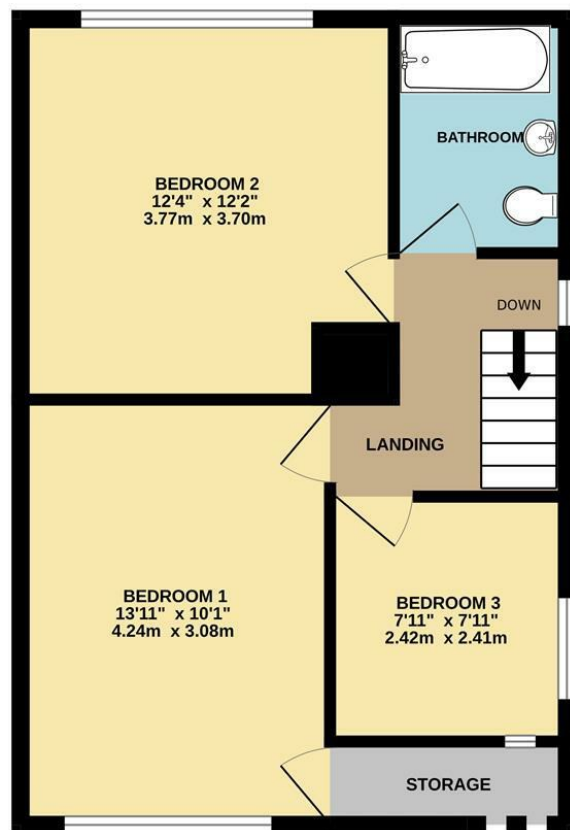 BATHROOM
BEDROOM 2
12'4" x 12'2"
3.77m x 3.70m
DOWN
LANDING
BEDROOM 1
13'11" x 10'1"
4.24m x 3.08m
BEDROOM 3
7'11" x 7'11"
2.42m x 2.41m
STORAGE